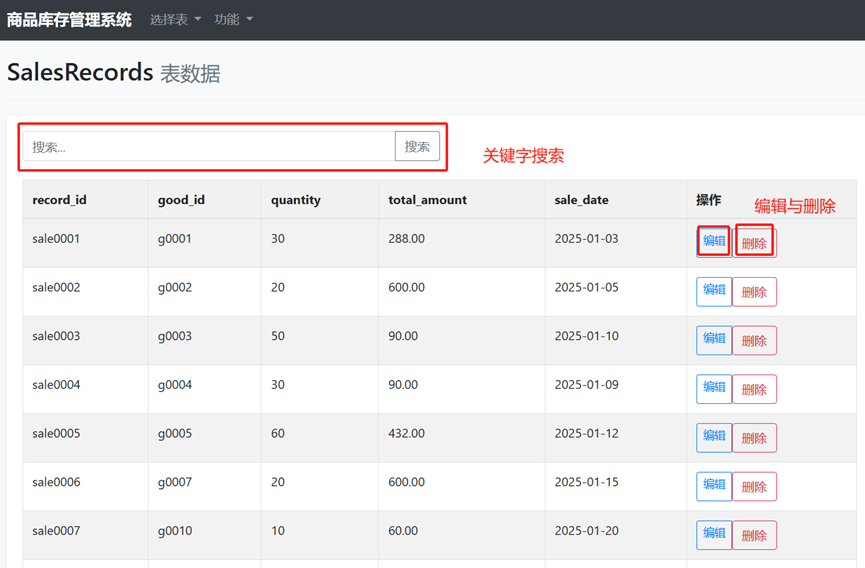 商品库存管理系统 选择表 功能
SalesRecords 表数据
搜索... 搜索 关键字搜索
record_id good_id quantity total_amount sale_date 操作 编辑与删除
sale0001 g0001 30 288.00 2025-01-03 编辑 删除
sale0002 g0002 20 600.00 2025-01-05 编辑 删除
sale0003 g0003 50 90.00 2025-01-10 编辑 删除
sale0004 g0004 30 90.00 2025-01-09 编辑 删除
sale0005 g0005 60 432.00 2025-01-12 编辑 删除
sale0006 g0007 20 600.00 2025-01-15 编辑 删除
sale0007 g0010 10 60.00 2025-01-20 编辑 删除